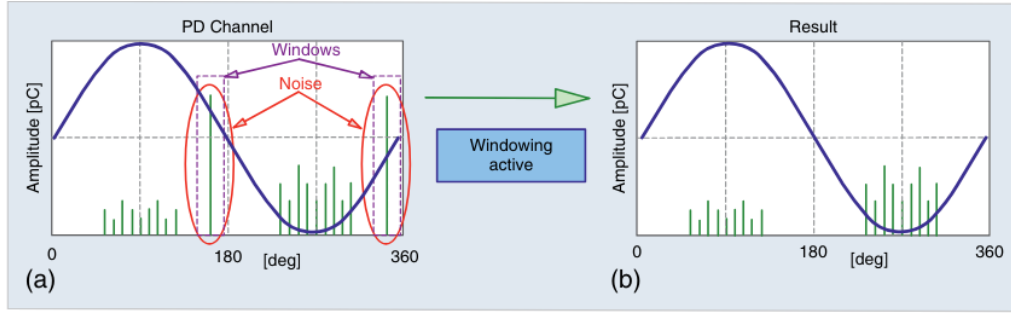 PD Channel
Windows
Noise
Amplitude [pC]
0
180
360
[deg]
(a)
Windowing
active
Result
Amplitude [pC]
0
180
360
[deg]
(b)